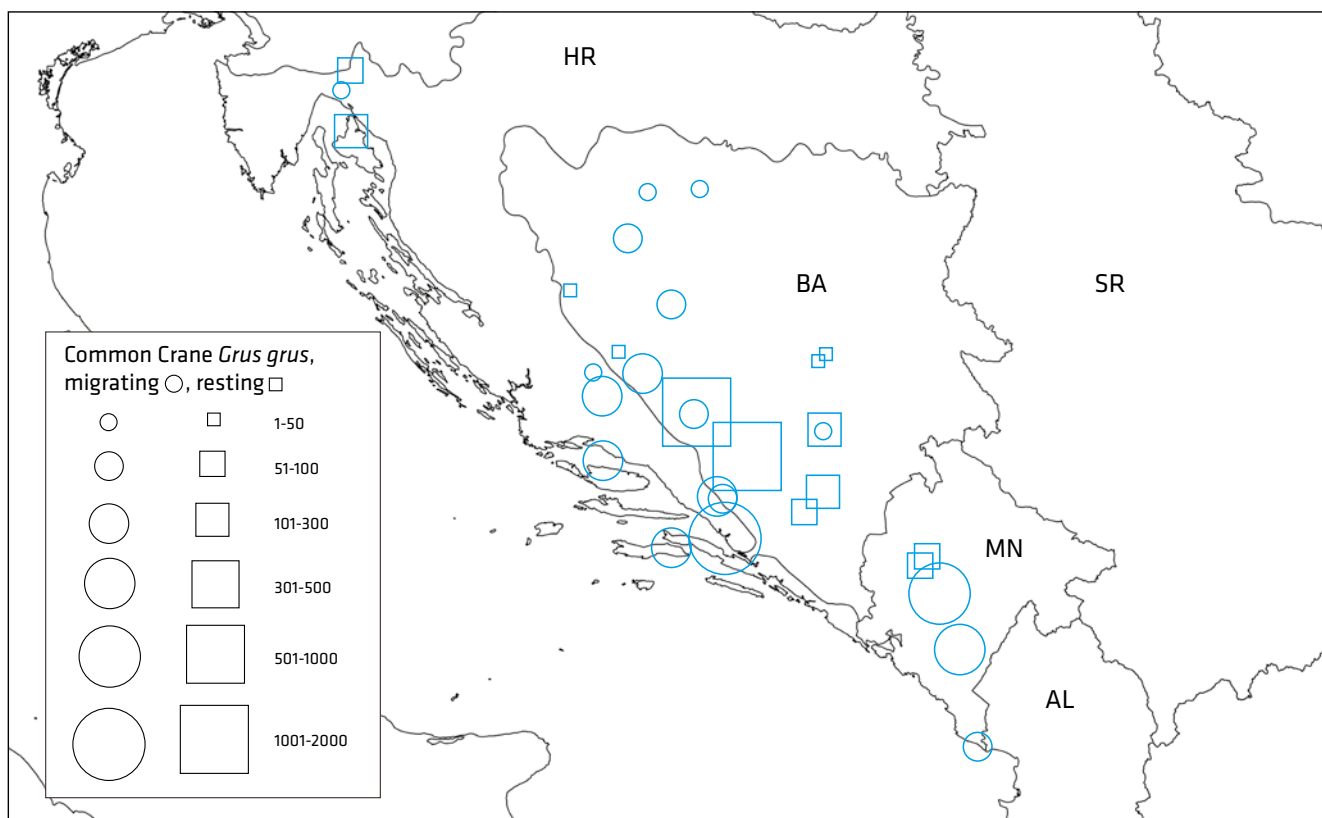 HR
BA
SR
Common Crane Grus grus,
migrating ○, resting □
1-50
51-100
101-300
301-500
501-1000
1001-2000
MN
AL